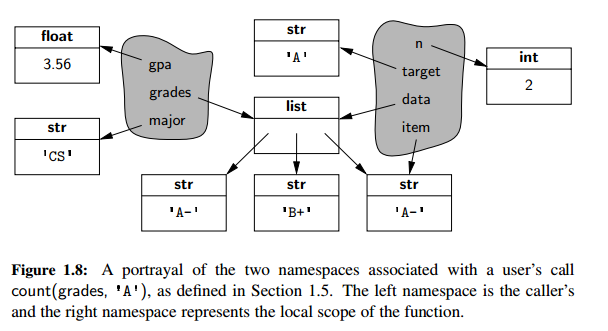 float
3.56
str
'CS'
gpa
grades
major
str
'A'
list
n
target
data
item
int
2
str
'A-'
str
'B+'
str
'A-'
Figure 1.8: A portrayal of the two namespaces associated with a user's call
count(grades, 'A'), as defined in Section 1.5. The left namespace is the caller's
and the right namespace represents the local scope of the function.